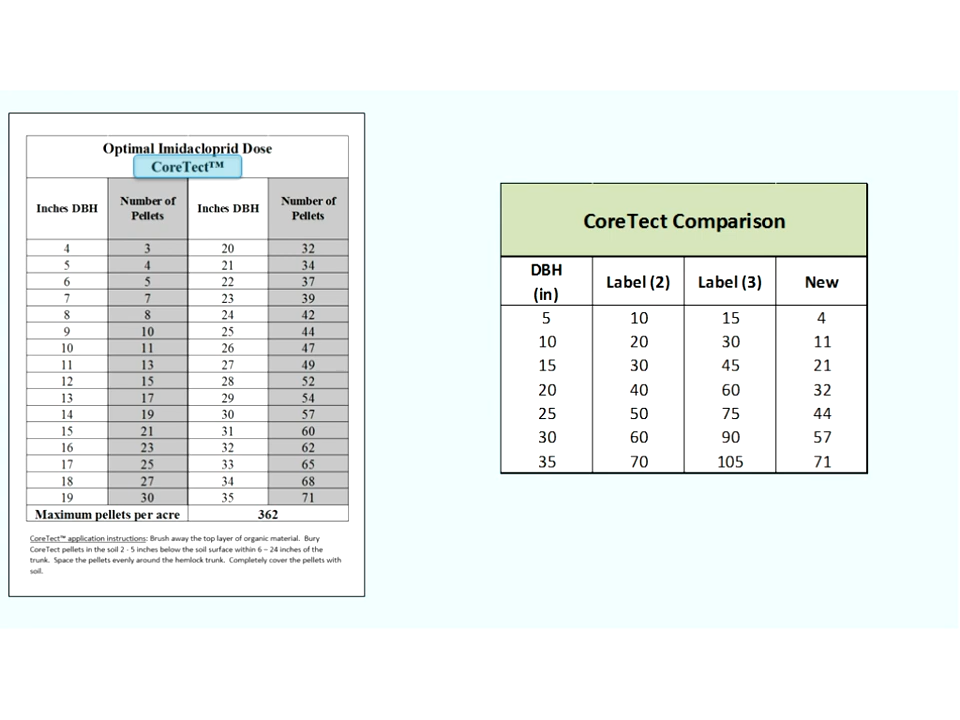 Optimal Imidacloprid Dose
CoreTect™
Inches DBH Number of Pellets Inches DBH Number of Pellets
4 3 20 32
5 4 21 34
6 5 22 37
7 7 23 39
8 8 24 42
9 10 25 44
10 11 26 47
11 13 27 49
12 15 28 52
13 17 29 54
14 19 30 57
15 21 31 60
16 23 32 62
17 25 33 65
18 27 34 68
19 30 35 71
Maximum pellets per acre 362
CoreTect™ application instructions: Brush away the top layer of organic material. Bury
CoreTect pellets in the soil 2 - 5 inches below the soil surface within 6 – 24 inches of the
trunk. Space the pellets evenly around the hemlock trunk. Completely cover the pellets with
soil.
CoreTect Comparison
DBH (in) Label (2) Label (3) New
5 10 15 4
10 20 30 11
15 30 45 21
20 40 60 32
25 50 75 44
30 60 90 57
35 70 105 71